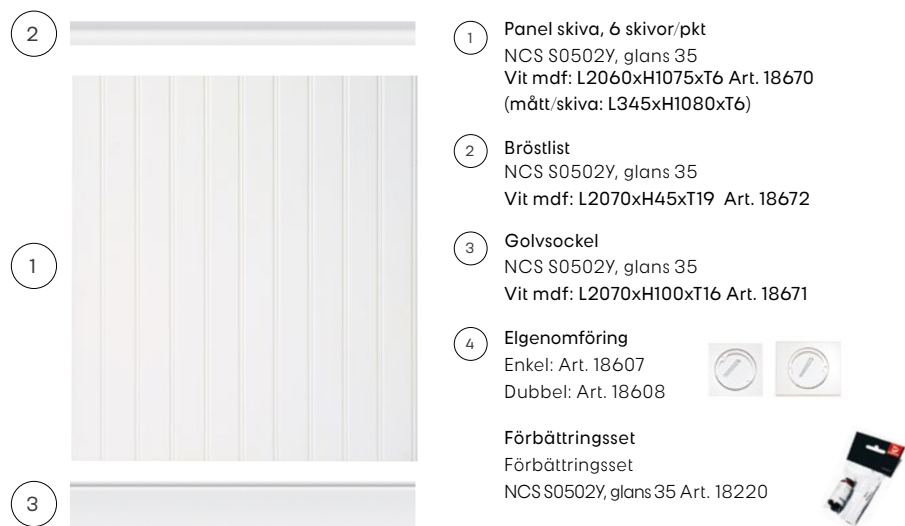 2
1
3
1
Panel skiva, 6 skivor/pkt
NCS S0502Y, glans 35
Vit mdf: L2060xH1075xT6 Art. 18670
(mått/skiva: L345xH1080xT6)
2
Bröstlist
NCS S0502Y, glans 35
Vit mdf: L2070xH45xT19 Art. 18672
3
Golvsockel
NCS S0502Y, glans 35
Vit mdf: L2070xH100xT16 Art. 18671
4
Elgenomföring
Enkel: Art. 18607
Dubbel: Art. 18608
Förbättringsset
Förbättringsset
NCS S0502Y, glans 35 Art. 18220